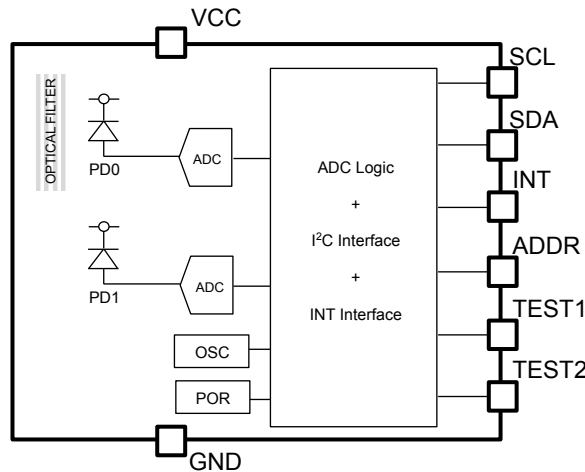 VCC
SCL
OPTICAL FILTER
PD0
ADC
SDA
ADC Logic
+
I²C Interface
+
INT Interface
INT
ADDR
PD1
ADC
TEST1
OSC
TEST2
POR
GND